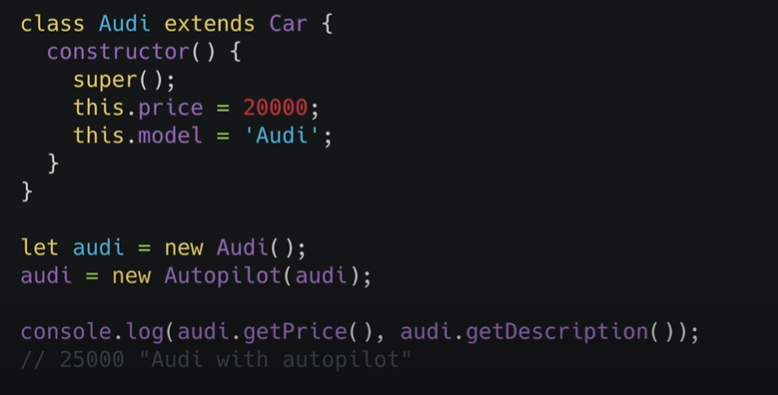 class Audi extends Car {
  constructor() {
    super();
    this.price = 20000;
    this.model = 'Audi';
  }
}

let audi = new Audi();
audi = new Autopilot(audi);

console.log(audi.getPrice(), audi.getDescription());
// 25000 "Audi with autopilot"